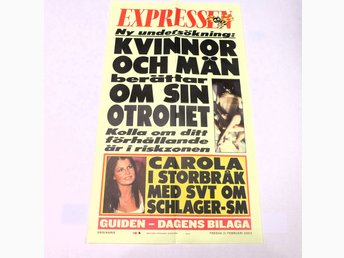 EXPRESSEN
Ny undersökning:
KVINNOR
OCH MÄN
berättar
OM SIN
OTROHET
Kolla om ditt
förhållande
är i riskzonen
CAROLA
I STORBRÅK
MED SVT OM
SCHLAGER-SM
GUIDEN - DAGENS BILAGA